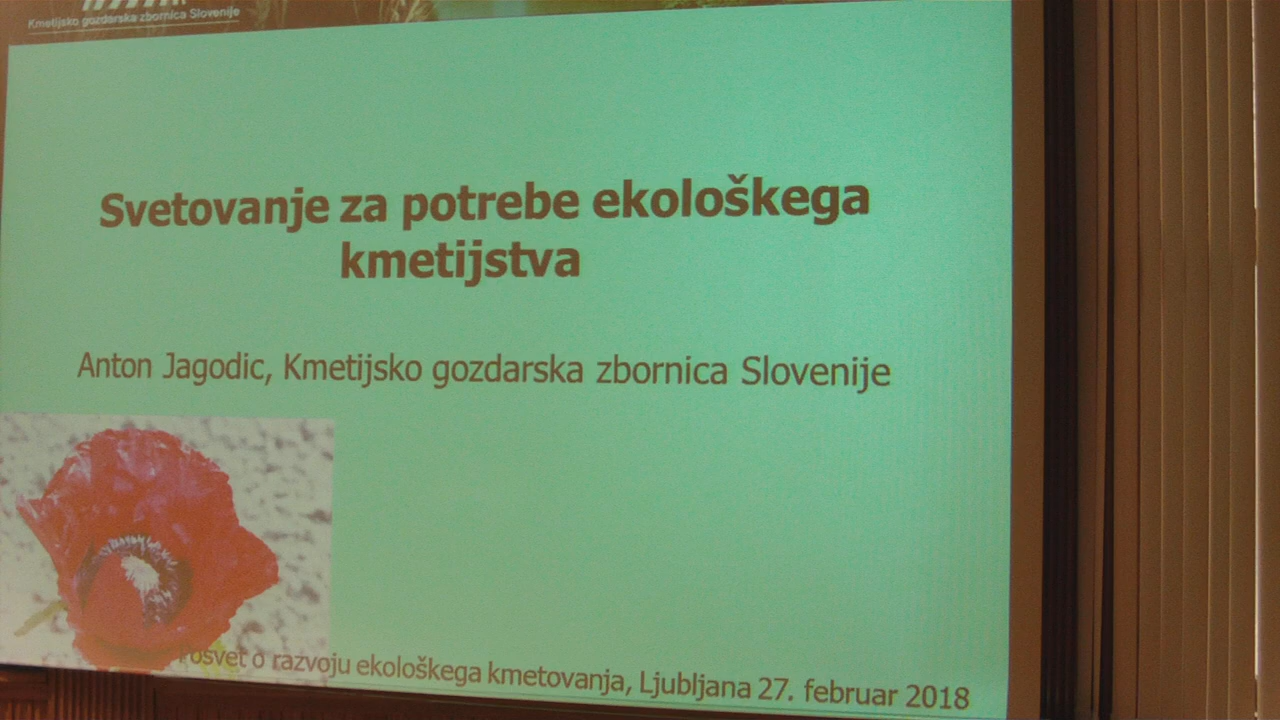 Kmetijsko gozdarska zbornica Slovenije
Svetovanje za potrebe ekološkega
kmetijstva
Anton Jagodic, Kmetijsko gozdarska zbornica Slovenije
Posvet o razvoju ekološkega kmetovanja, Ljubljana 27. februar 2018